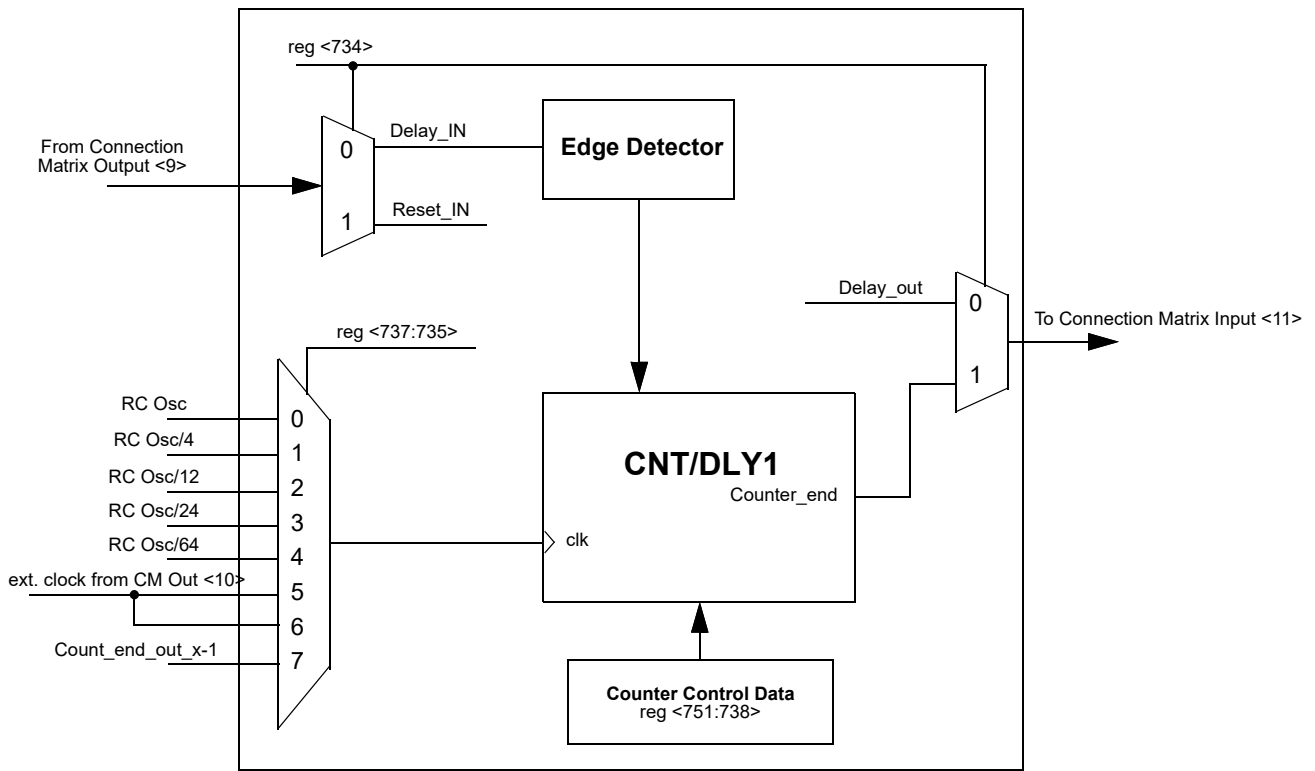 reg <734>
From Connection
Matrix Output <9>
0
1
Delay_IN
Reset_IN
Edge Detector
Delay_out
0
1
To Connection Matrix Input <11>
reg <737:735>
RC Osc
0
RC Osc/4
1
RC Osc/12
2
RC Osc/24
3
RC Osc/64
4
ext. clock from CM Out <10>
5
6
Count_end_out_x-1
7
CNT/DLY1
Counter_end
clk
Counter Control Data
reg <751:738>